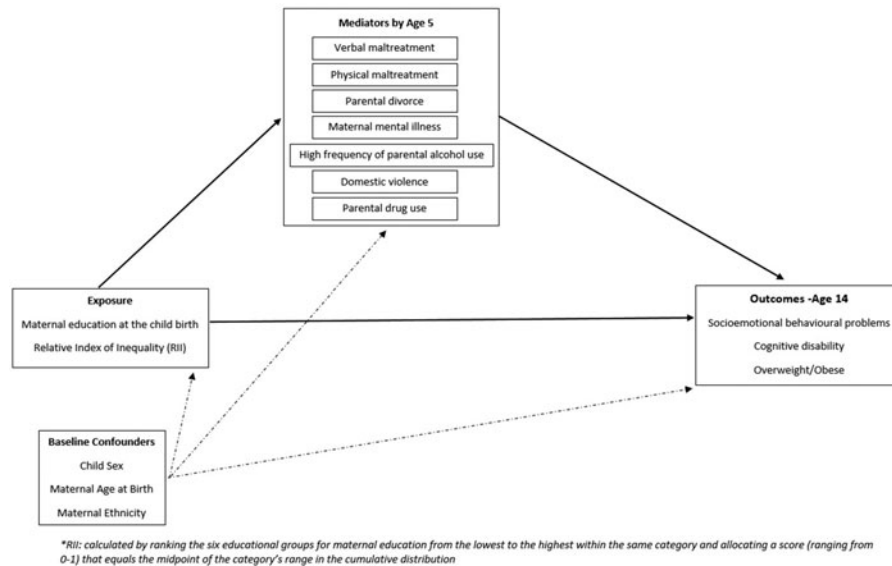 Mediators by Age 5
Verbal maltreatment
Physical maltreatment
Parental divorce
Maternal mental illness
High frequency of parental alcohol use
Domestic violence
Parental drug use
Exposure
Maternal education at the child birth
Relative Index of Inequality (RII)
Outcomes -Age 14
Socioemotional behavioural problems
Cognitive disability
Overweight/Obese
Baseline Confounders
Child Sex
Maternal Age at Birth
Maternal Ethnicity
*RII: calculated by ranking the six educational groups for maternal education from the lowest to the highest within the same category and allocating a score (ranging from
0-1) that equals the midpoint of the category's range in the cumulative distribution